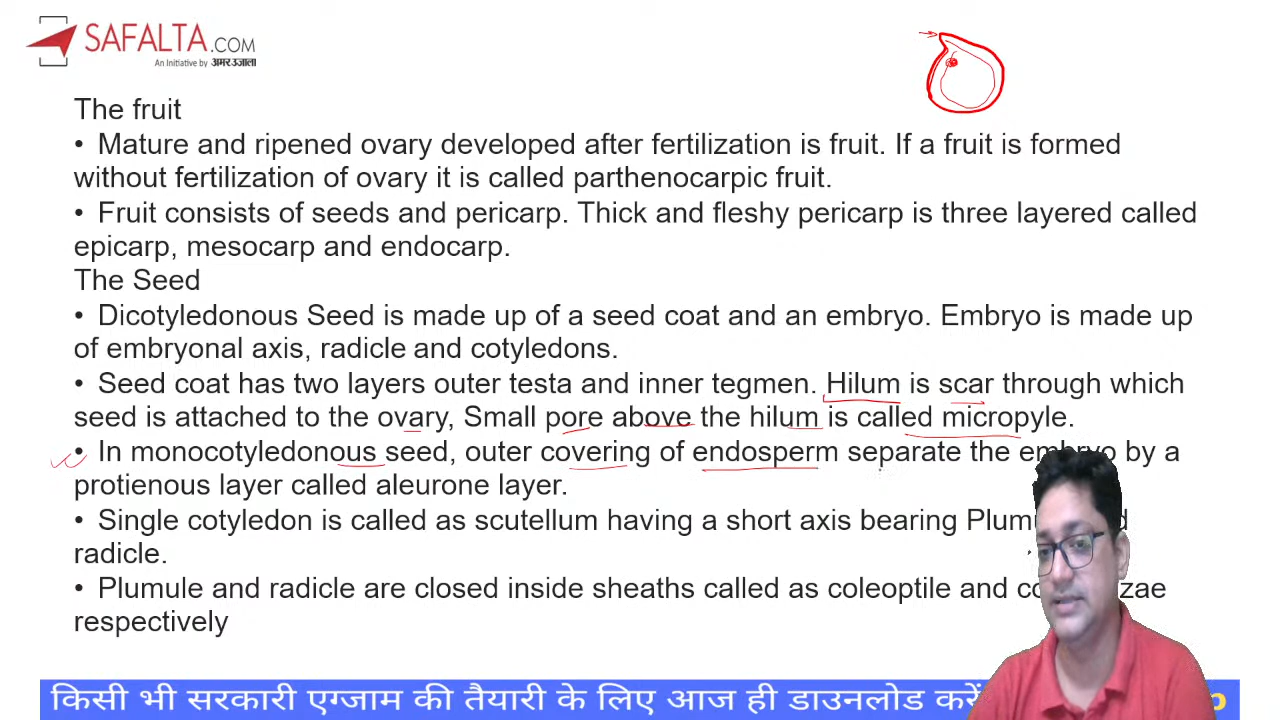 SAFALTA.COM
An Initiative by अमर उजाला
The fruit
• Mature and ripened ovary developed after fertilization is fruit. If a fruit is formed
without fertilization of ovary it is called parthenocarpic fruit.
• Fruit consists of seeds and pericarp. Thick and fleshy pericarp is three layered called
epicarp, mesocarp and endocarp.
The Seed
• Dicotyledonous Seed is made up of a seed coat and an embryo. Embryo is made up
of embryonal axis, radicle and cotyledons.
• Seed coat has two layers outer testa and inner tegmen. Hilum is scar through which
seed is attached to the ovary, Small pore above the hilum is called micropyle.
• In monocotyledonous seed, outer covering of endosperm separate the embryo by a
protienous layer called aleurone layer.
• Single cotyledon is called as scutellum having a short axis bearing
radicle.
• Plumule and radicle are closed inside sheaths called as coleoptile and
respectively
किसी भी सरकारी एग्जाम की तैयारी के लिए आज ही डाउनलोड करें